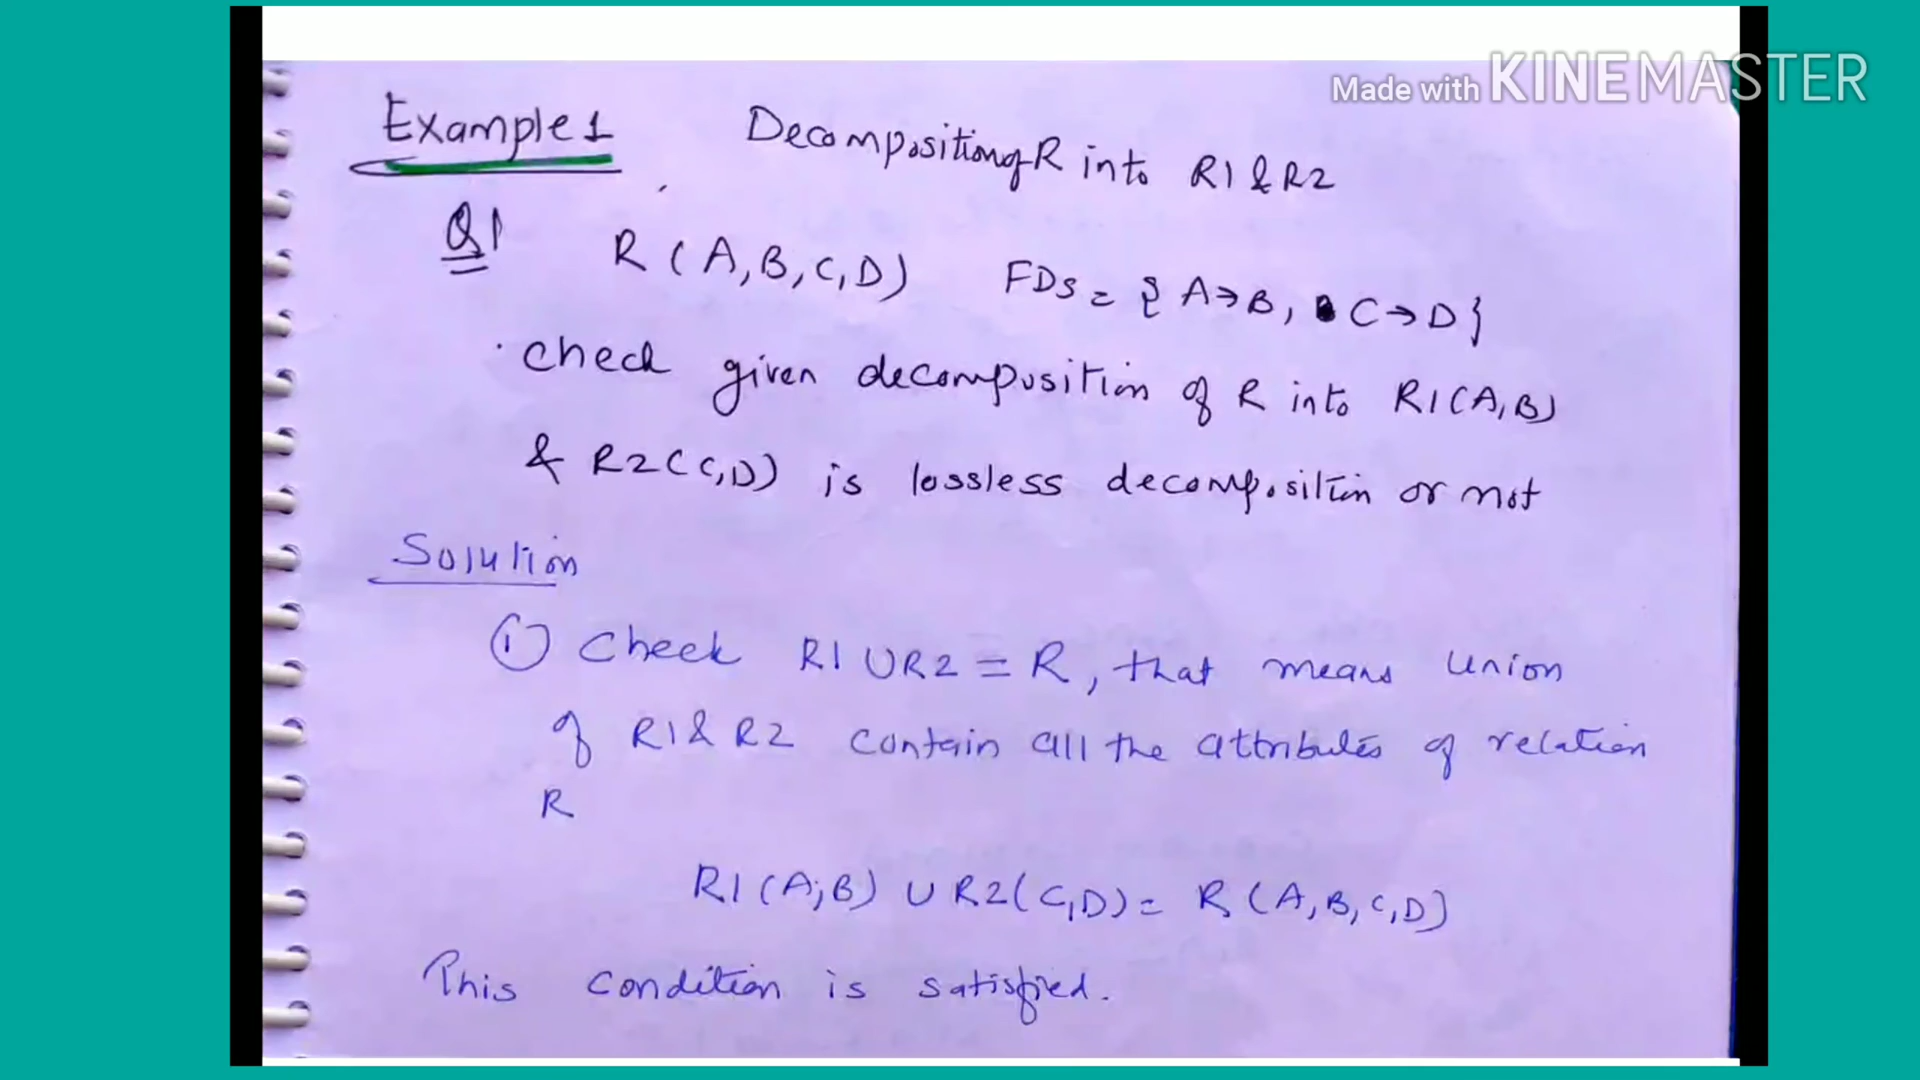 Made with KINEMASTER
Example 1 Decomposition of R into R1 & R2
Q1 R (A, B, C, D) FDs = { A→B, C→D}
check given decomposition of R into R1(A,B)
& R2(C,D) is lossless decomposition or not
Solution
① Check R1 ∪ R2 = R, that means union
of R1 & R2 contain all the attributes of relation
R
R1 (A,B) ∪ R2(C,D) = R (A, B, C, D)
This condition is satisfied.